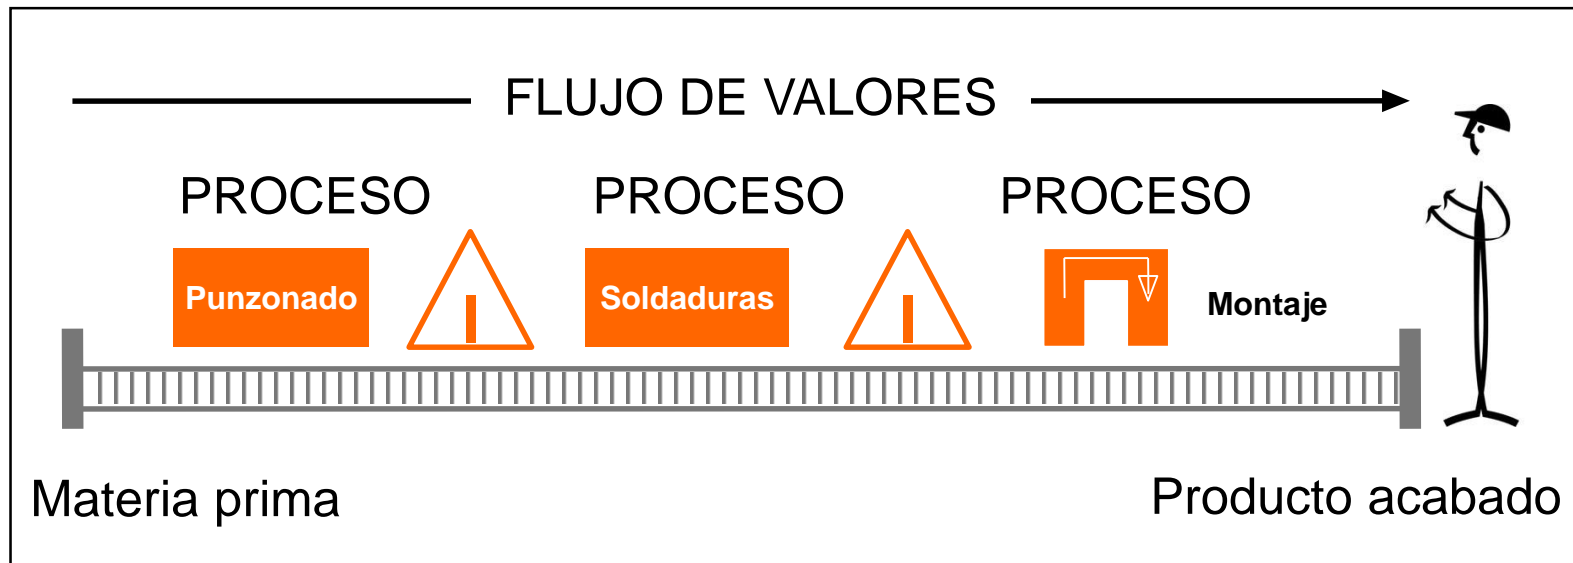 FLUJO DE VALORES
PROCESO PROCESO PROCESO
Punzonado I Soldaduras I Montaje
Materia prima Producto acabado